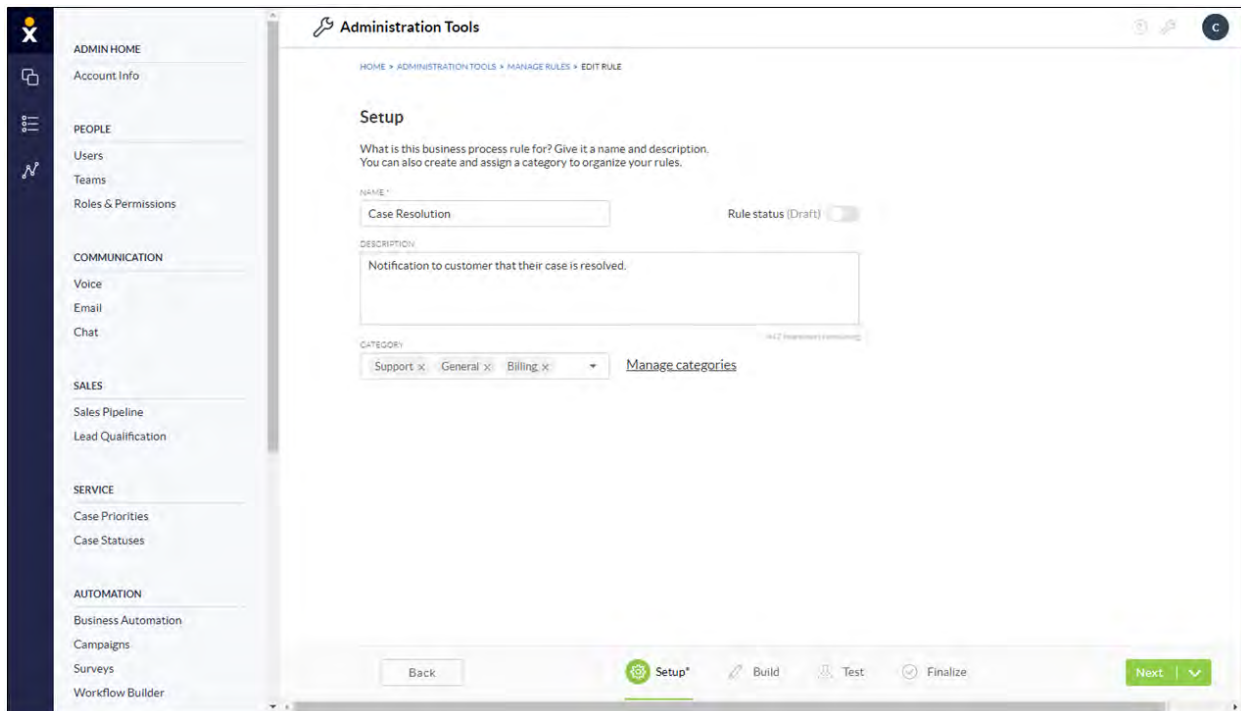 Administration Tools
C
ADMIN HOME
Account Info
PEOPLE
Users
Teams
Roles & Permissions
COMMUNICATION
Voice
Email
Chat
SALES
Sales Pipeline
Lead Qualification
SERVICE
Case Priorities
Case Statuses
AUTOMATION
Business Automation
Campaigns
Surveys
Workflow Builder
HOME > ADMINISTRATION TOOLS > MANAGE RULES > EDIT RULE
Setup
What is this business process rule for? Give it a name and description.
You can also create and assign a category to organize your rules.
NAME *
Case Resolution
Rule status (Draft)
DESCRIPTION
Notification to customer that their case is resolved.
CATEGORY
Support × General × Billing ×
Manage categories
Back
Setup*
Build
Test
Finalize
Next